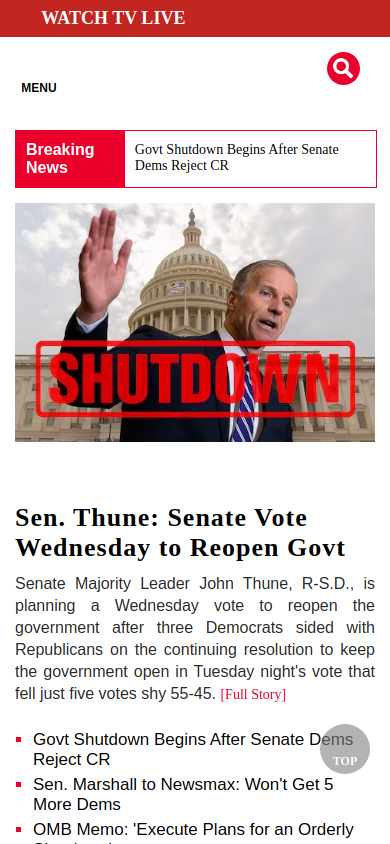 WATCH TV LIVE
MENU
Breaking
News
Govt Shutdown Begins After Senate
Dems Reject CR
SHUTDOWN
Sen. Thune: Senate Vote
Wednesday to Reopen Govt
Senate Majority Leader John Thune, R-S.D., is
planning a Wednesday vote to reopen the
government after three Democrats sided with
Republicans on the continuing resolution to keep
the government open in Tuesday night's vote that
fell just five votes shy 55-45. [Full Story]
Govt Shutdown Begins After Senate Dems
Reject CR
TOP
Sen. Marshall to Newsmax: Won't Get 5
More Dems
OMB Memo: 'Execute Plans for an Orderly